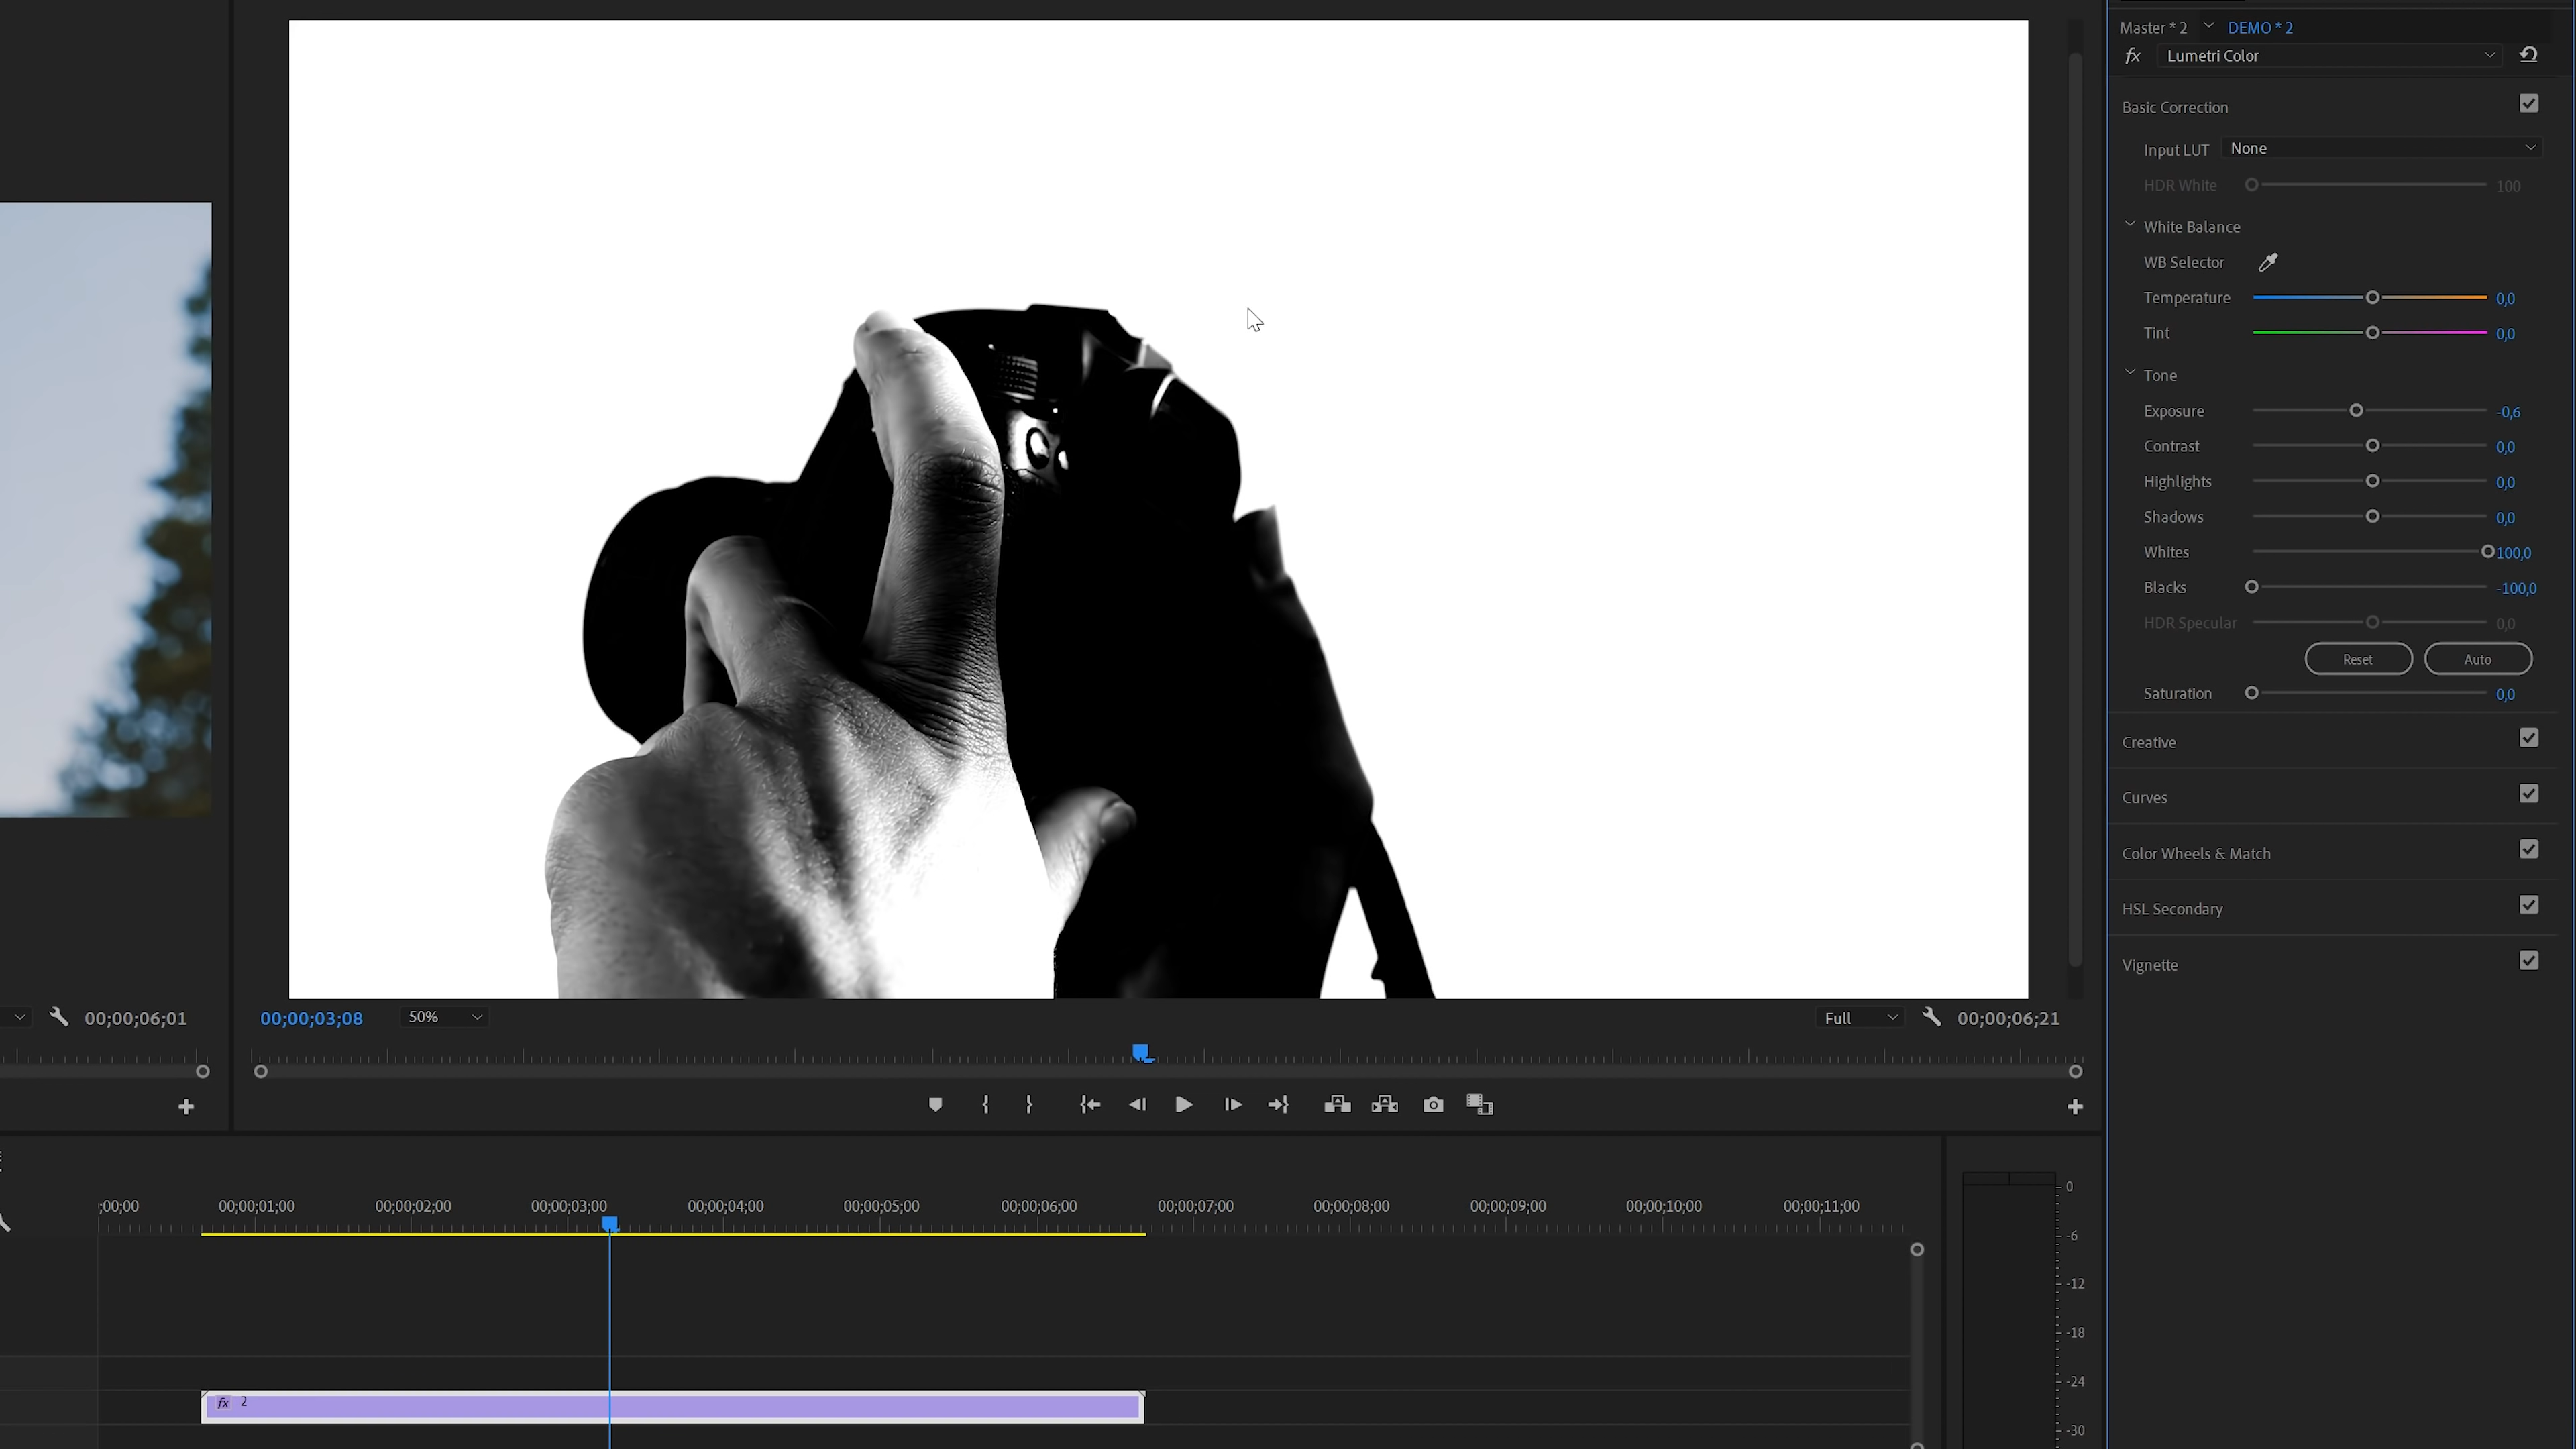 Master * 2 DEMO * 2
fx Lumetri Color
Basic Correction
Input LUT None
HDR White 100
White Balance
WB Selector
Temperature 0,0
Tint 0,0
Tone
Exposure -0,6
Contrast 0,0
Highlights 0,0
Shadows 0,0
Whites 100,0
Blacks -100,0
HDR Specular 0,0
Reset Auto
Saturation 0,0
Creative
Curves
Color Wheels & Match
HSL Secondary
Vignette
00;00;06;01 00;00;03;08 50% Full 00;00;06;21
;00;00 00;00;01;00 00;00;02;00 00;00;03;00 00;00;04;00 00;00;05;00 00;00;06;00 00;00;07;00 00;00;08;00 00;00;09;00 00;00;10;00 00;00;11;00
0
-6
-12
-18
-24
-30
fx 2